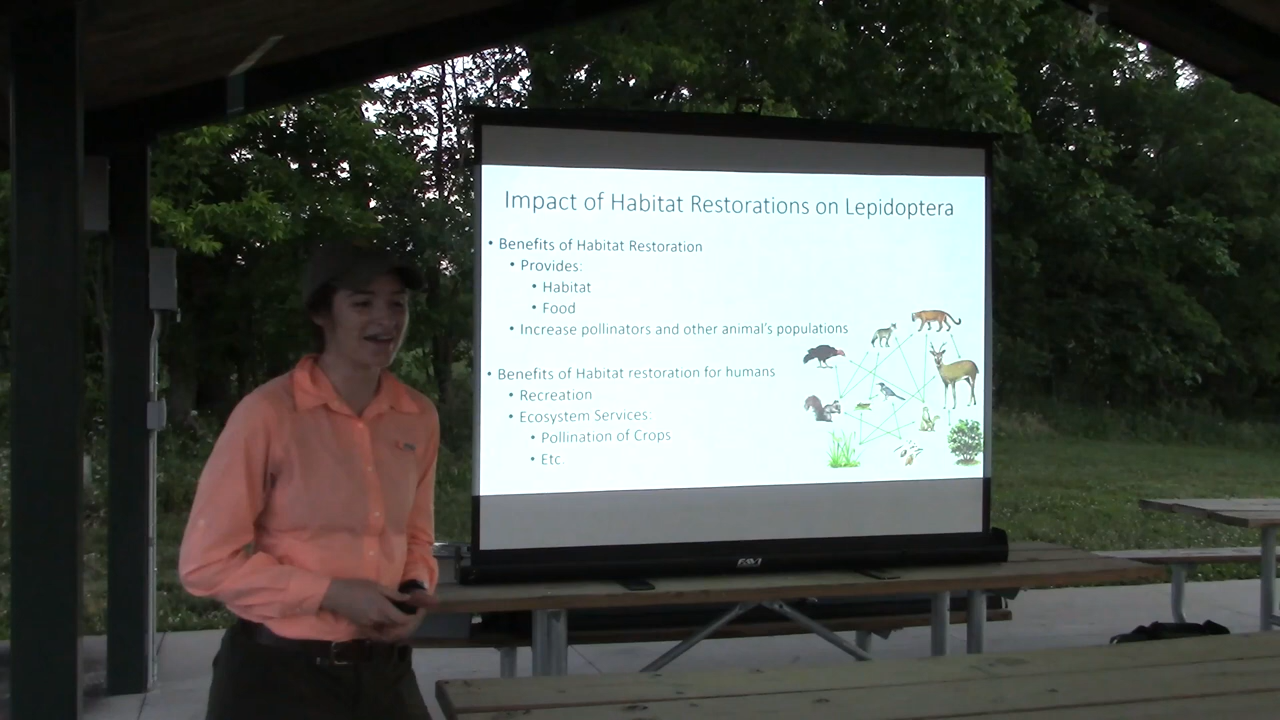 Impact of Habitat Restorations on Lepidoptera
• Benefits of Habitat Restoration
• Provides:
• Habitat
• Food
• Increase pollinators and other animal's populations
• Benefits of Habitat restoration for humans
• Recreation
• Ecosystem Services:
• Pollination of Crops
• Etc.